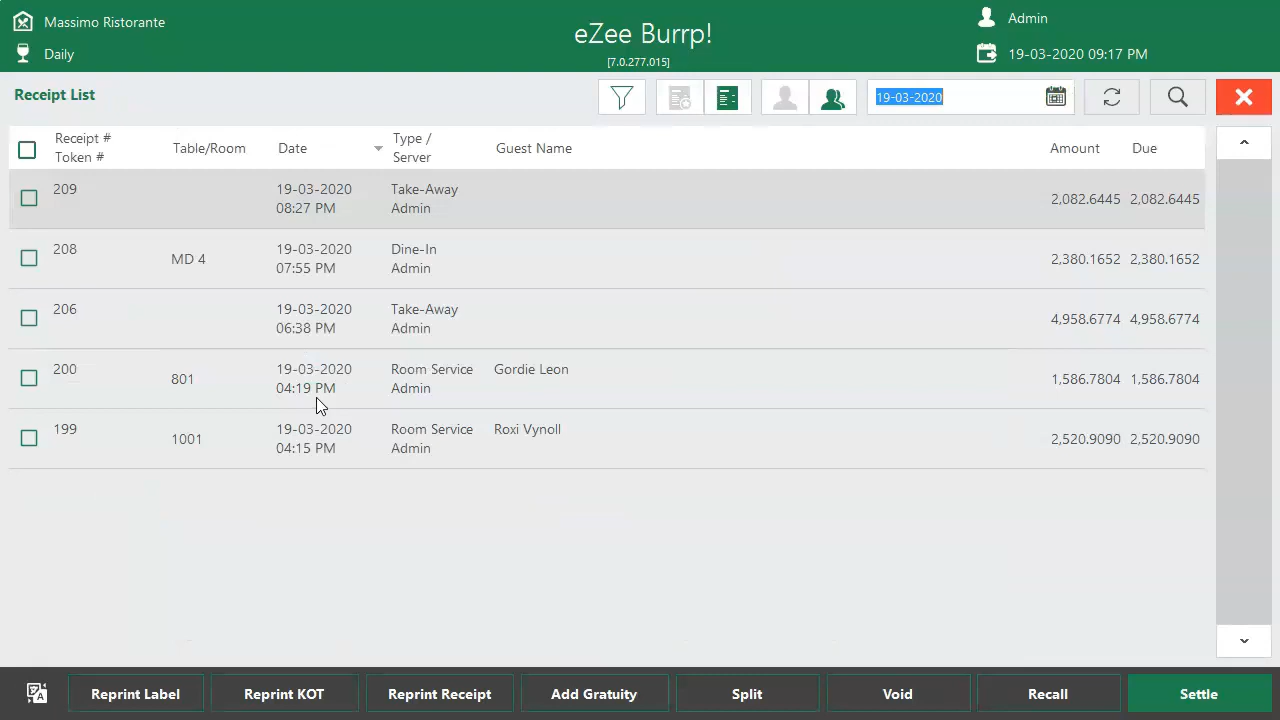 Massimo Ristorante
Daily
eZee Burrp!
[7.0.277.015]
Admin
19-03-2020 09:17 PM
Receipt List
19-03-2020
Receipt #
Token #
Table/Room
Date
Type /
Server
Guest Name
Amount
Due
209
19-03-2020
08:27 PM
Take-Away
Admin
2,082.6445 2,082.6445
208
MD 4
19-03-2020
07:55 PM
Dine-In
Admin
2,380.1652 2,380.1652
206
19-03-2020
06:38 PM
Take-Away
Admin
4,958.6774 4,958.6774
200
801
19-03-2020
04:19 PM
Room Service
Admin
Gordie Leon
1,586.7804 1,586.7804
199
1001
19-03-2020
04:15 PM
Room Service
Admin
Roxi Vynoll
2,520.9090 2,520.9090
Reprint Label
Reprint KOT
Reprint Receipt
Add Gratuity
Split
Void
Recall
Settle